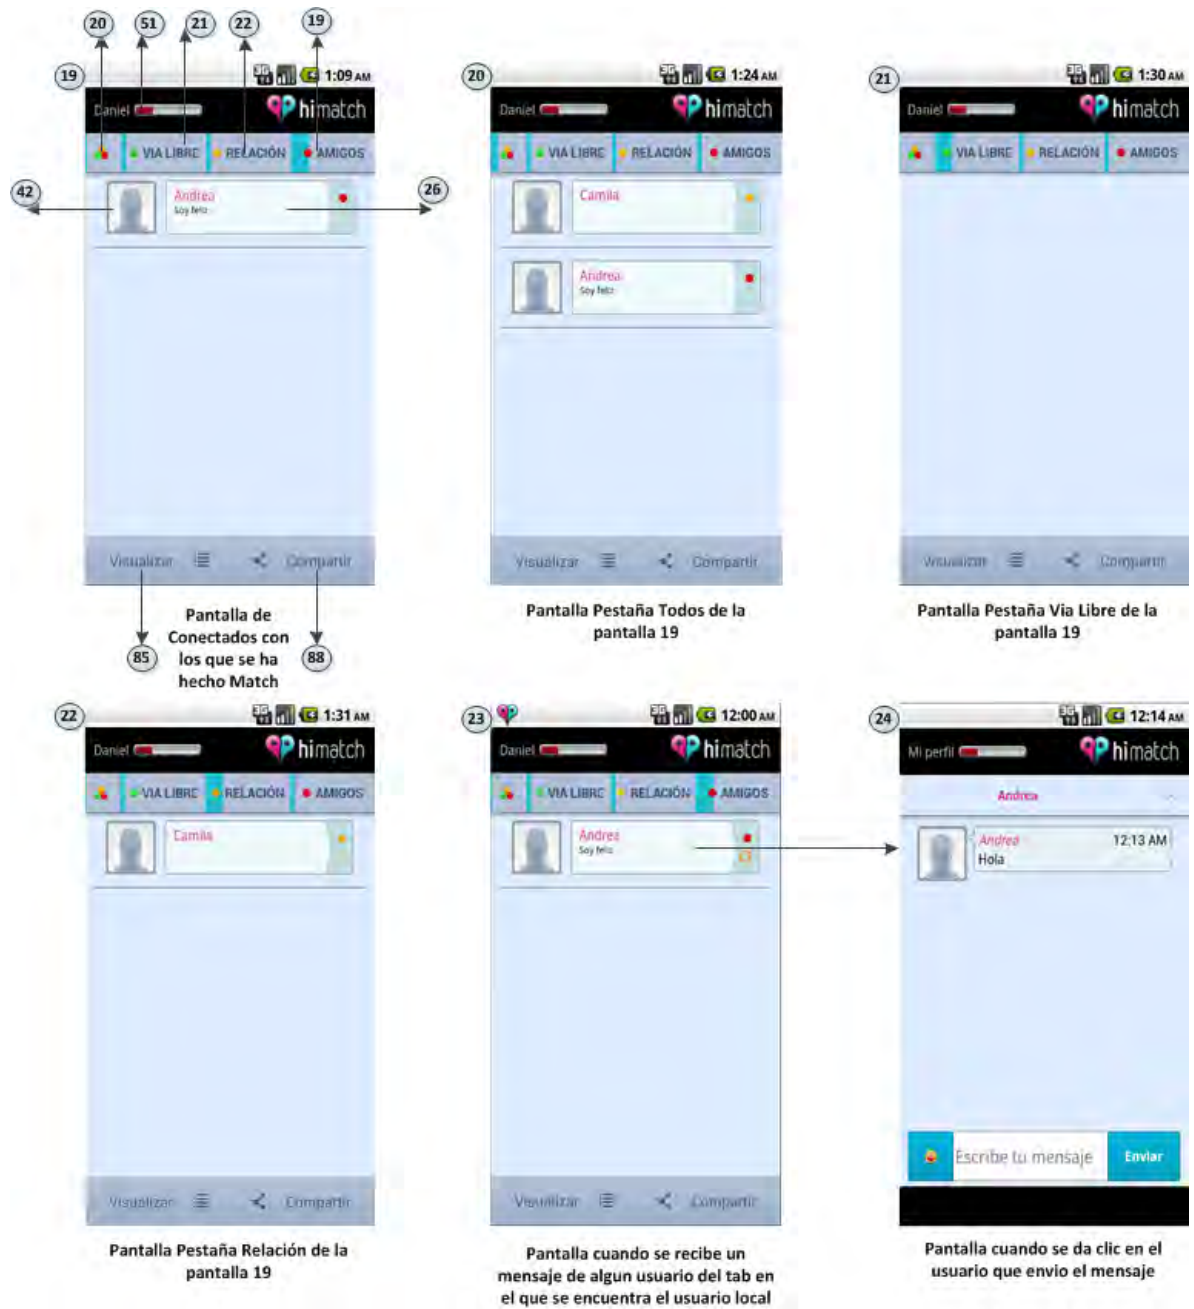 20 51 21 22 19
19 3G 1:09 AM
Daniel himatch
VIA LIBRE RELACIÓN AMIGOS
42
Andrea
Soy feliz
26
Visualizar Compartir
Pantalla de
Conectados con
los que se ha
hecho Match
85
88
20 3G 1:24 AM
Daniel himatch
VIA LIBRE RELACIÓN AMIGOS
Camila
Andrea
Soy feliz
Visualizar Compartir
Pantalla Pestaña Todos de la
pantalla 19
21 3G 1:30 AM
Daniel himatch
VIA LIBRE RELACIÓN AMIGOS
Visualizar Compartir
Pantalla Pestaña Via Libre de la
pantalla 19
22 3G 1:31 AM
Daniel himatch
VIA LIBRE RELACIÓN AMIGOS
Camila
Visualizar Compartir
Pantalla Pestaña Relación de la
pantalla 19
23 3G 12:00 AM
Daniel himatch
VIA LIBRE RELACIÓN AMIGOS
Andrea
Soy feliz
Visualizar Compartir
Pantalla cuando se recibe un
mensaje de algun usuario del tab en
el que se encuentra el usuario local
24 3G 12:14 AM
Mi perfil himatch
Andrea
Andrea 12:13 AM
Hola
Escribe tu mensaje Enviar
Pantalla cuando se da clic en el
usuario que envio el mensaje